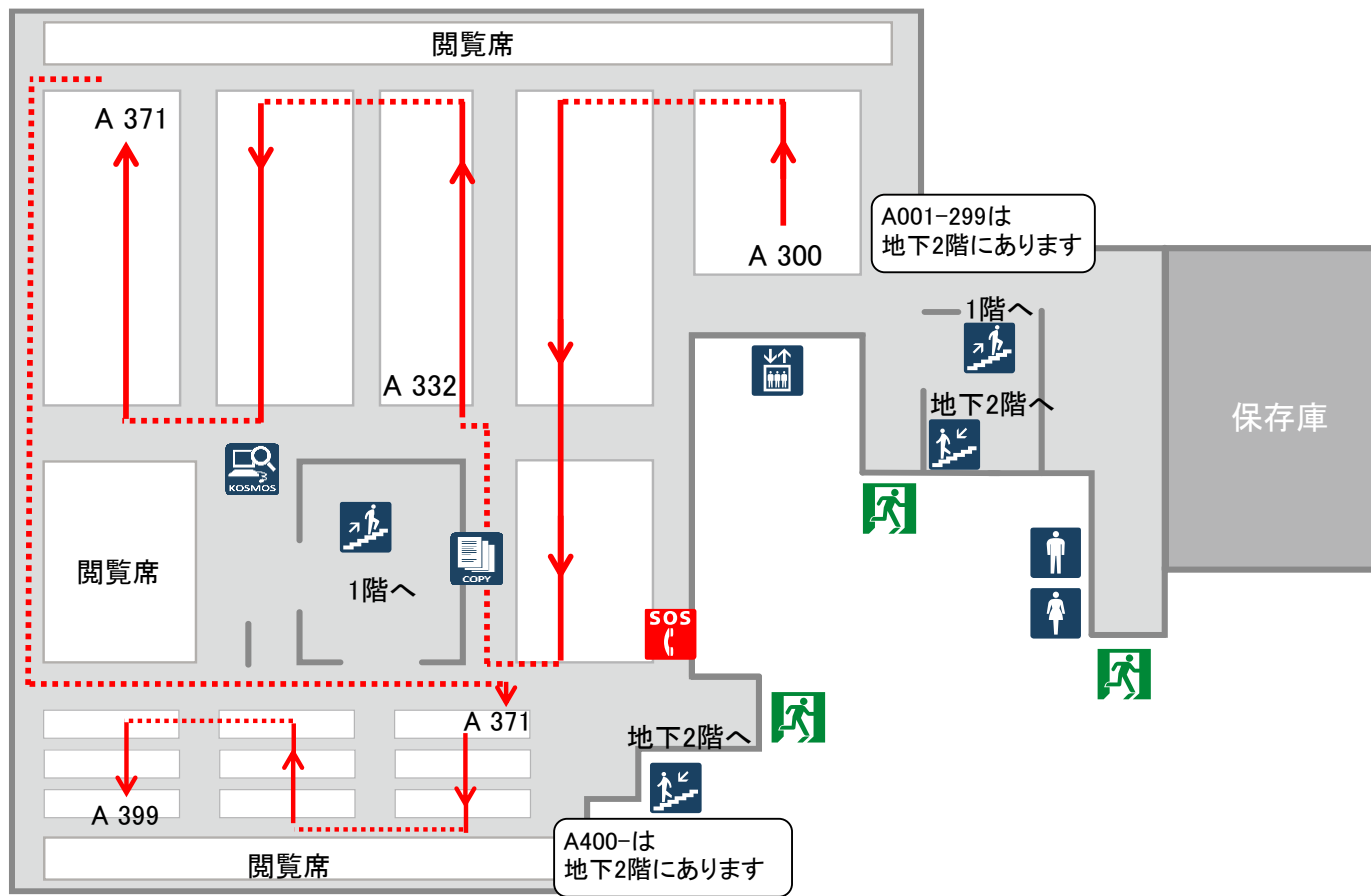 閲覧席
A 371
A001-299は
地下2階にあります
A 300
1階へ
A 332
地下2階へ
保存庫
KOSMOS
閲覧席
COPY
1階へ
SOS
A 371
地下2階へ
A 399
A400-は
地下2階にあります
閲覧席